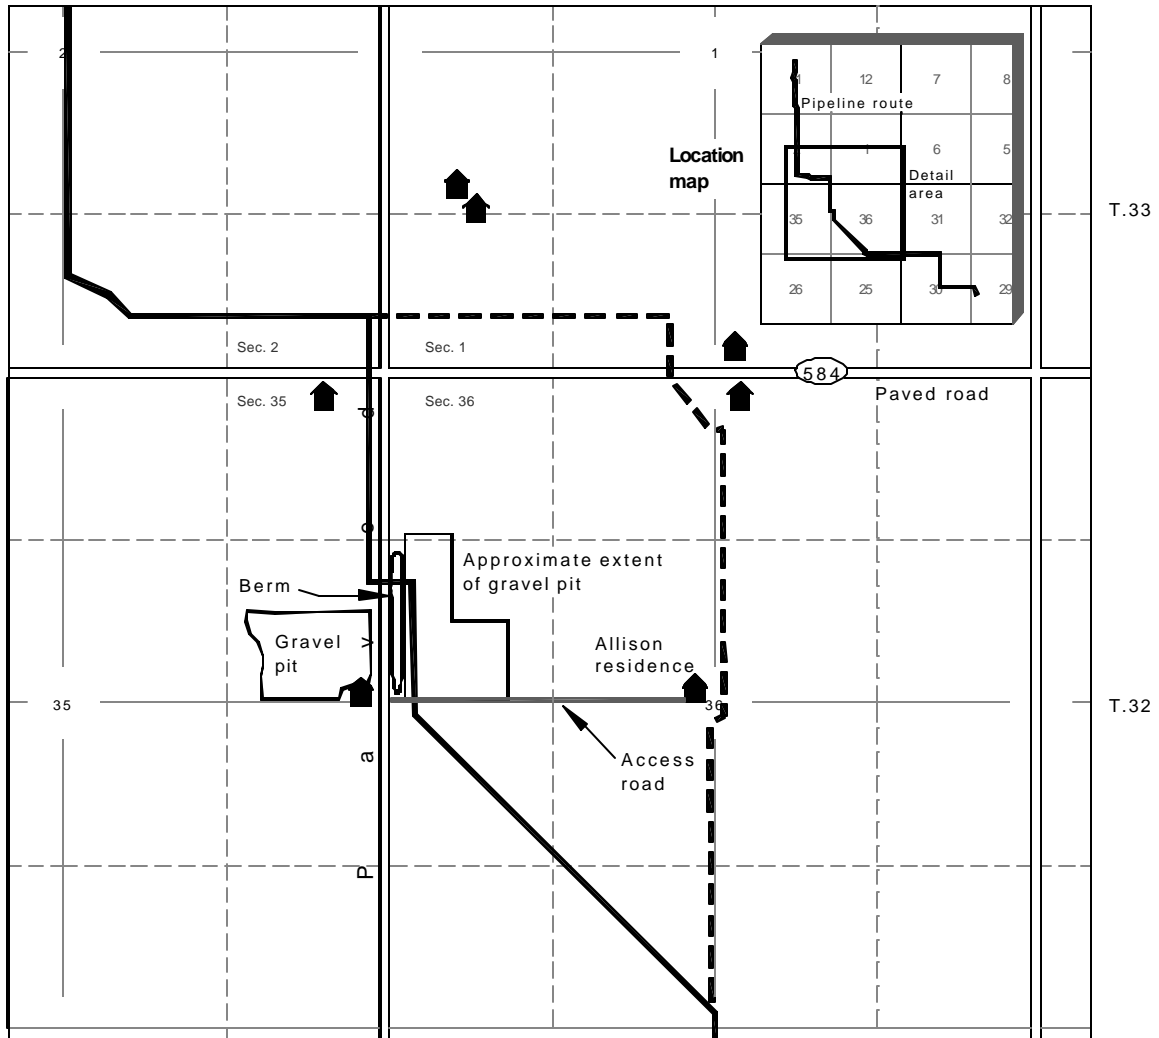 2
1
1 12 7 8
Pipeline route
1 6 5
Location
map
Detail
area
35 36 31 32
26 25 30 29
T.33
Sec. 2
Sec. 1
584
Sec. 35
Sec. 36
Paved road
Paved
Approximate extent
of gravel pit
Berm
Gravel
pit
Allison
residence
35
36
T.32
Access
road